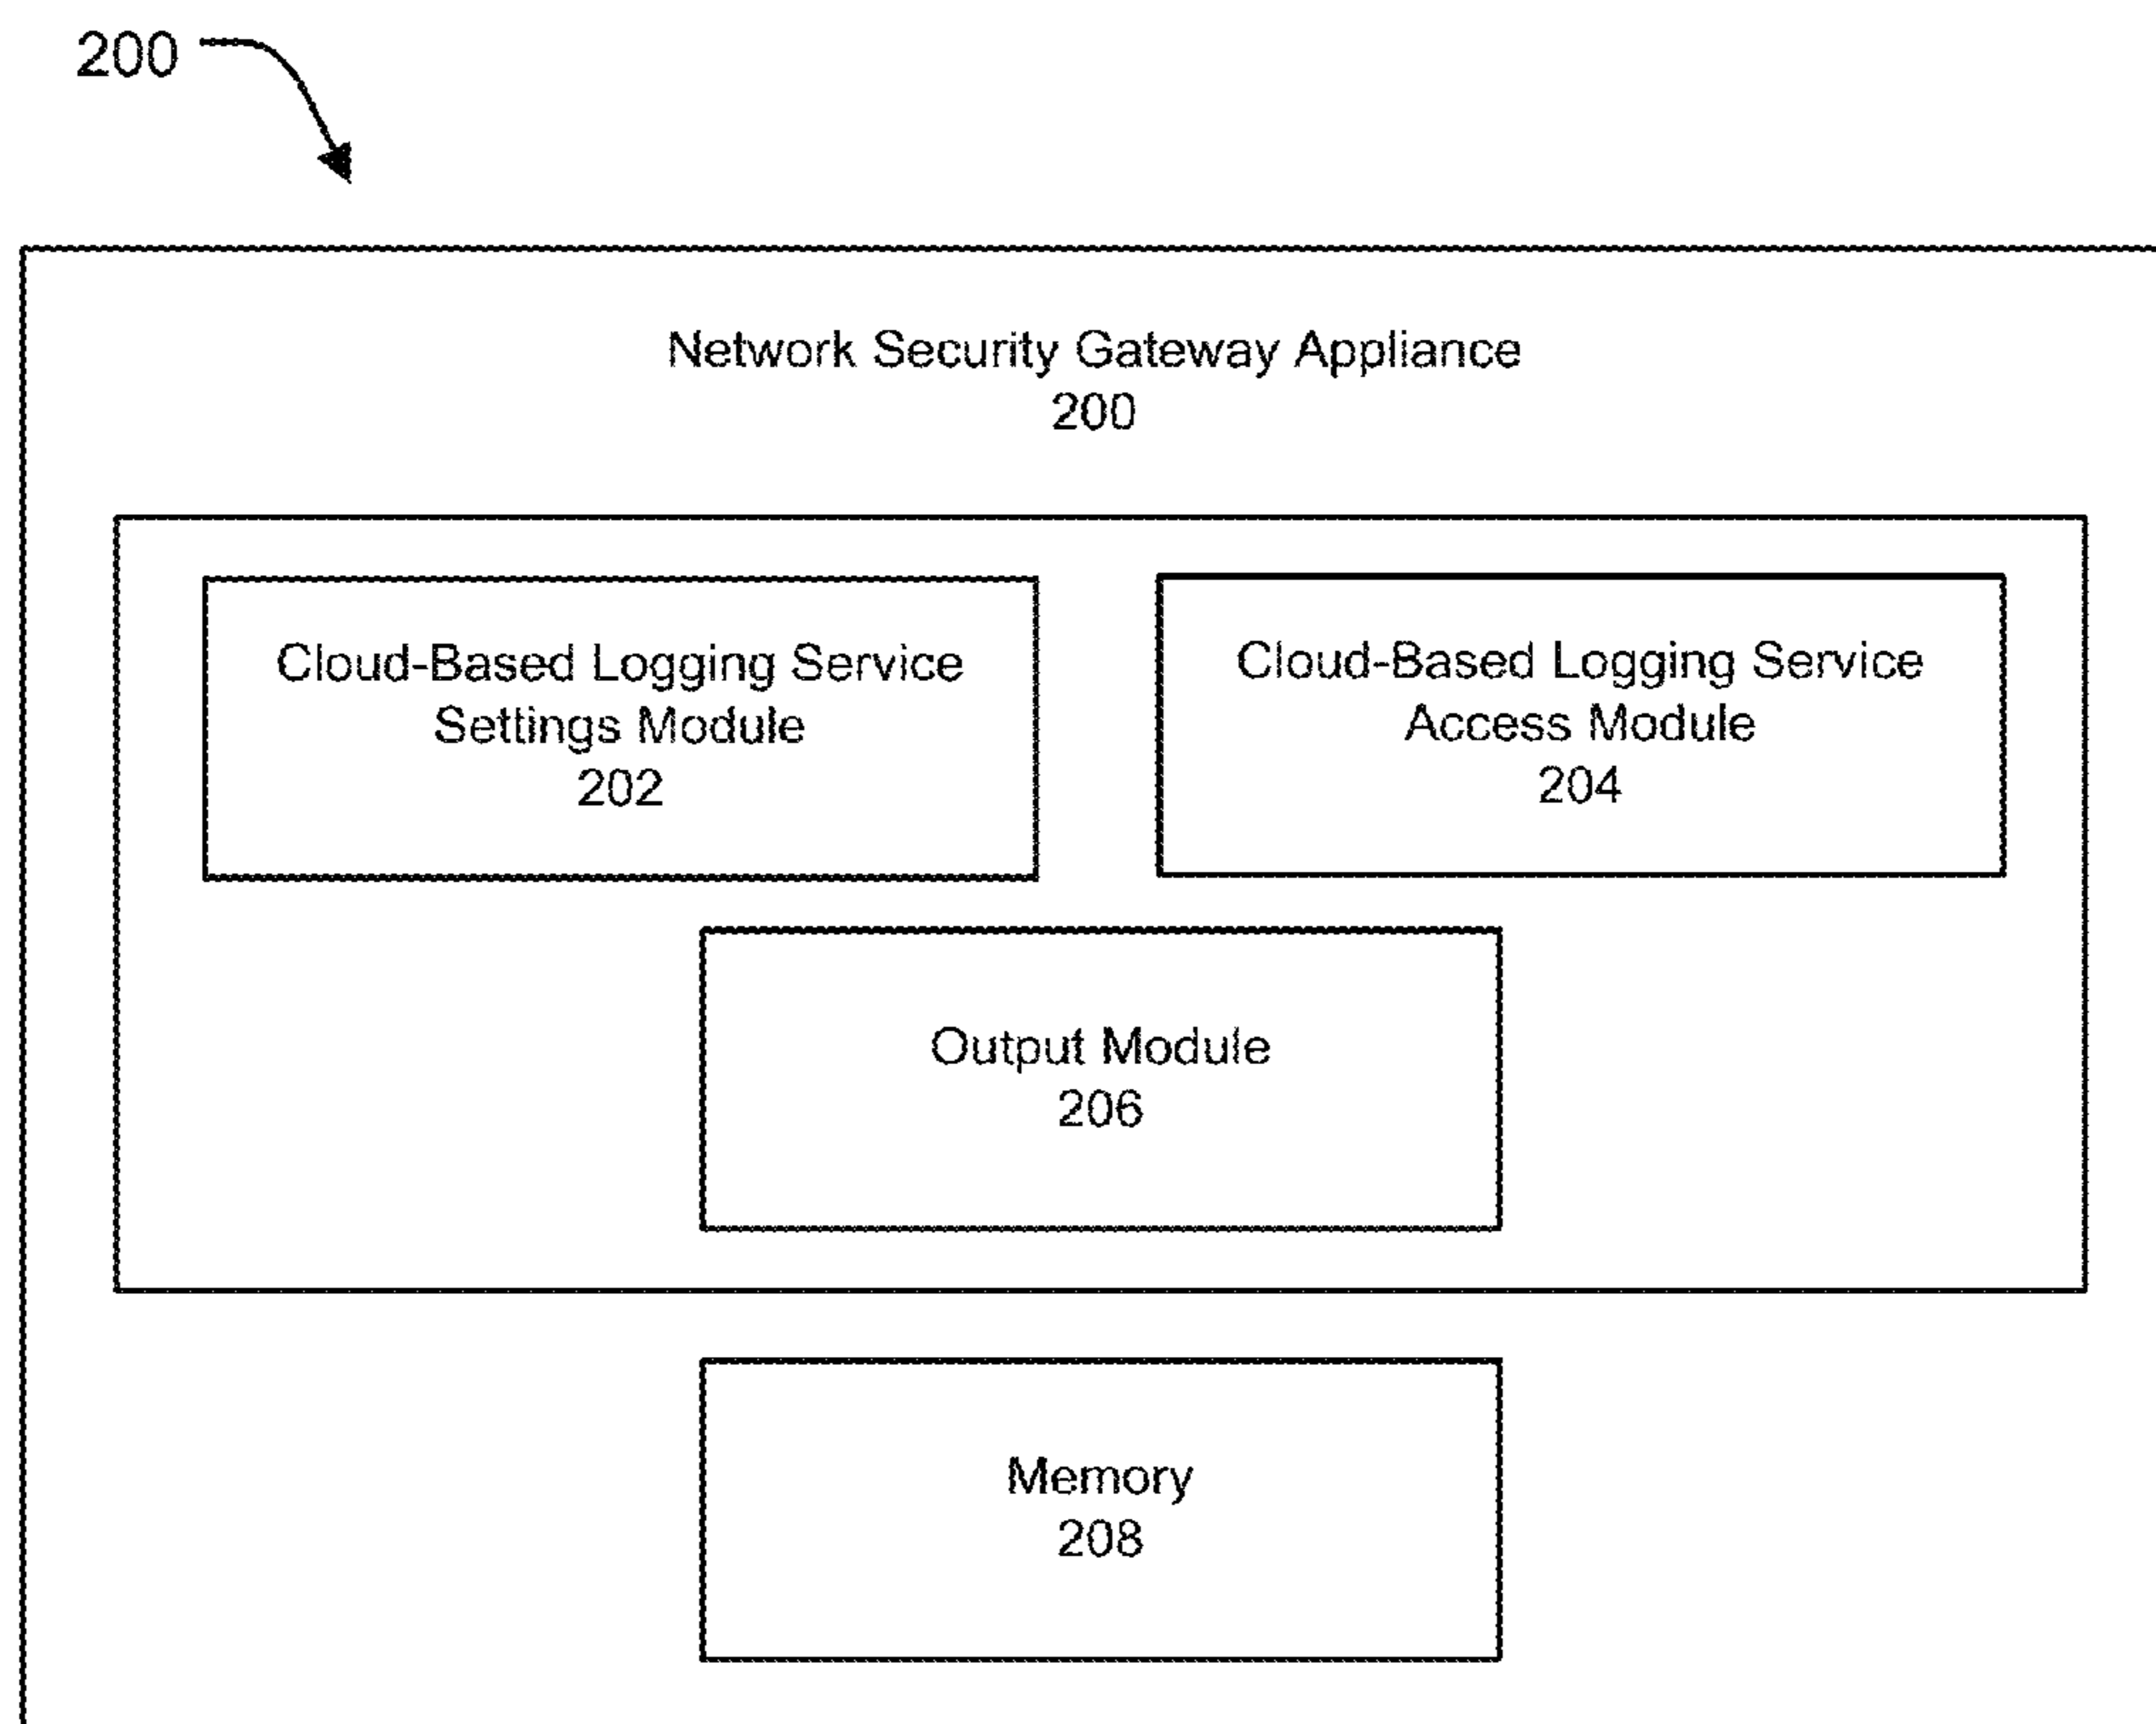 200
Network Security Gateway Appliance
200
Cloud-Based Logging Service
Settings Module
202
Cloud-Based Logging Service
Access Module
204
Output Module
206
Memory
208